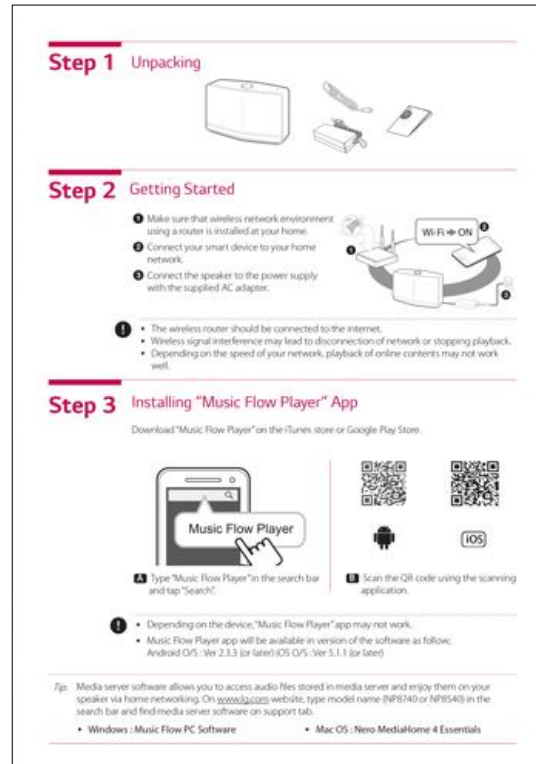 Step 1 Unpacking
Step 2 Getting Started
❶ Make sure that wireless network environment
using a router is installed at your home.
❷ Connect your smart device to your home
network.
❸ Connect the speaker to the power supply
with the supplied AC adapter.
Wi-Fi ➾ ON
❶
❷
❸
! • The wireless router should be connected to the internet.
• Wireless signal interference may lead to disconnection of network or stopping playback.
• Depending on the speed of your network, playback of online contents may not work
well.
Step 3 Installing "Music Flow Player" App
Download "Music Flow Player" on the iTunes store or Google Play Store.
Music Flow Player
iOS
A Type "Music Flow Player" in the search bar
and tap "Search".
B Scan the QR code using the scanning
application.
! • Depending on the device, "Music Flow Player" app may not work.
• Music Flow Player app will be available in version of the software as follow;
Android O/S : Ver 2.3.3 (or later) iOS O/S : Ver 5.1.1 (or later)
Tip: Media server software allows you to access audio files stored in media server and enjoy them on your
speaker via home networking. On www.lg.com website, type model name (NP8740 or NP8540) in the
search bar and find media server software on support tab.
• Windows : Music Flow PC Software • Mac OS : Nero MediaHome 4 Essentials